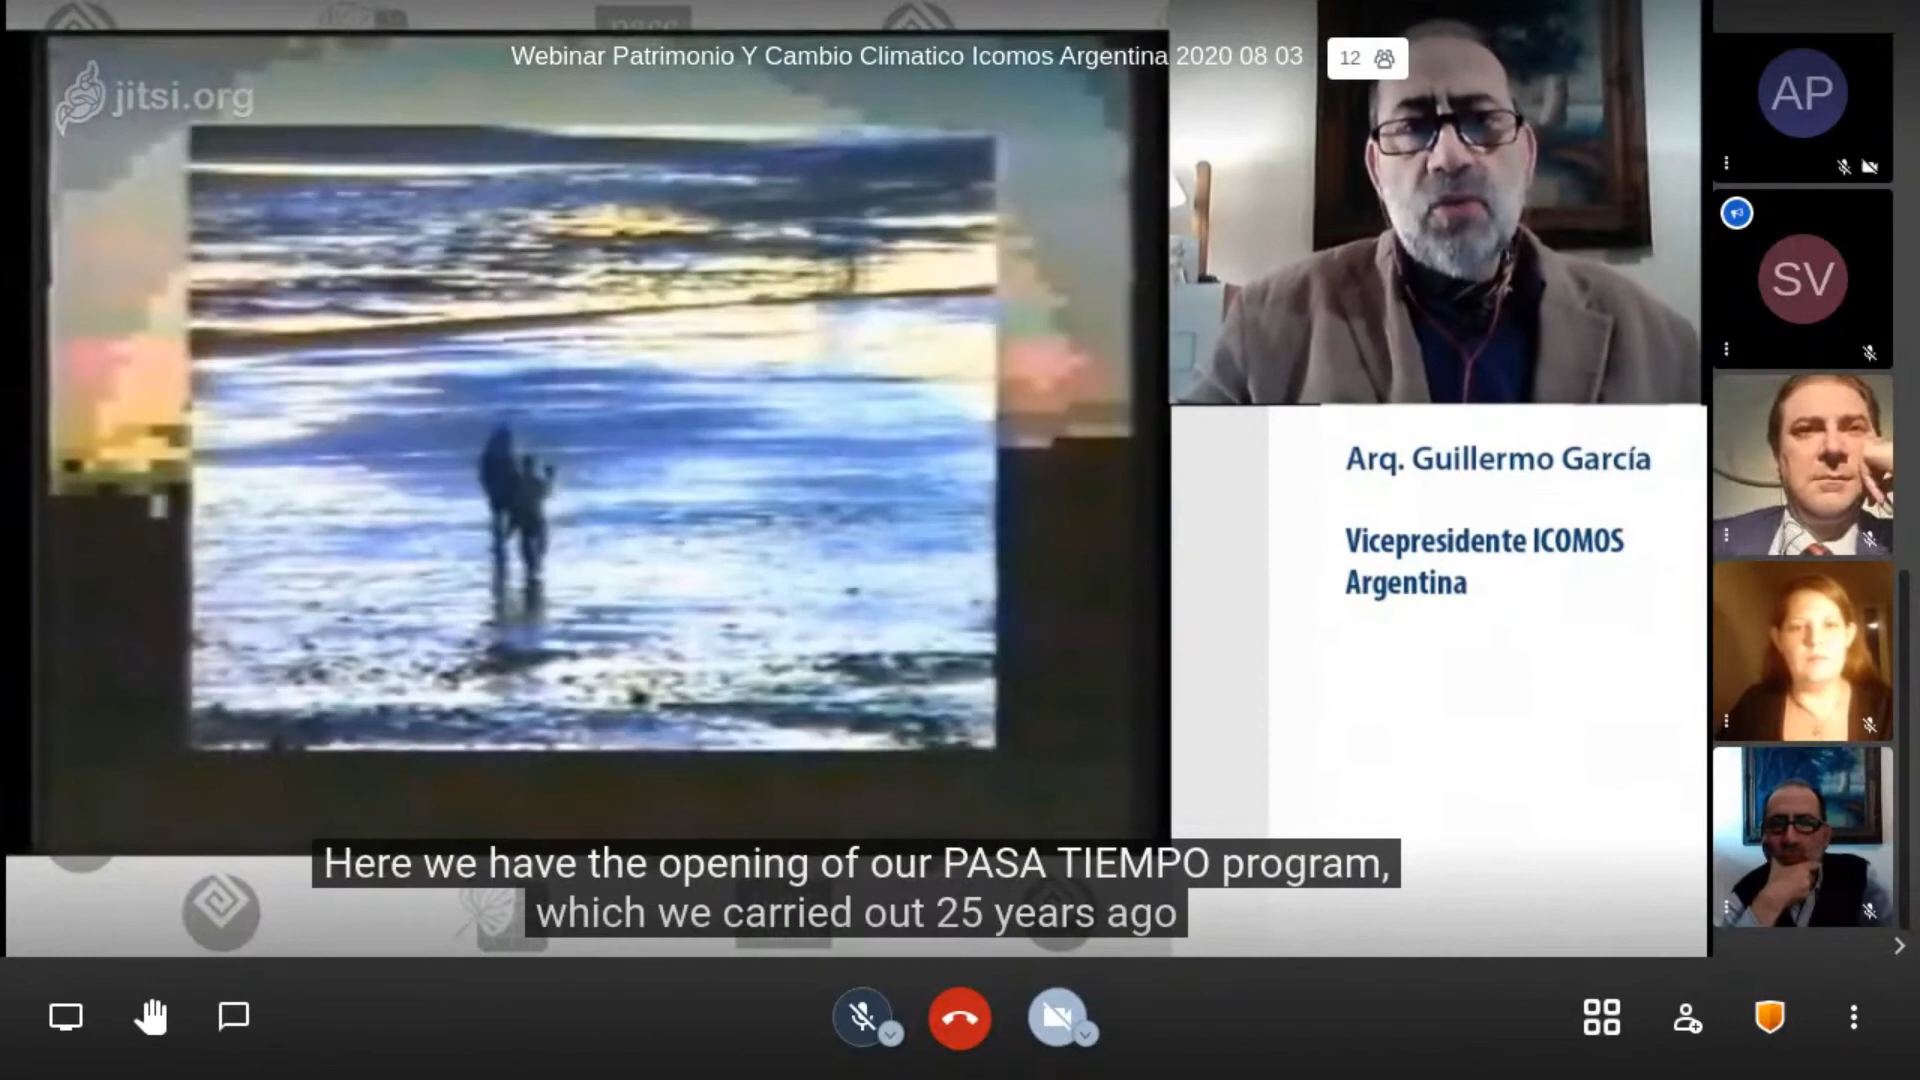 Webinar Patrimonio Y Cambio Climatico Icomos Argentina 2020 08 03
12
jitsi.org
AP
SV
Arq. Guillermo García
Vicepresidente ICOMOS
Argentina
Here we have the opening of our PASA TIEMPO program,
which we carried out 25 years ago